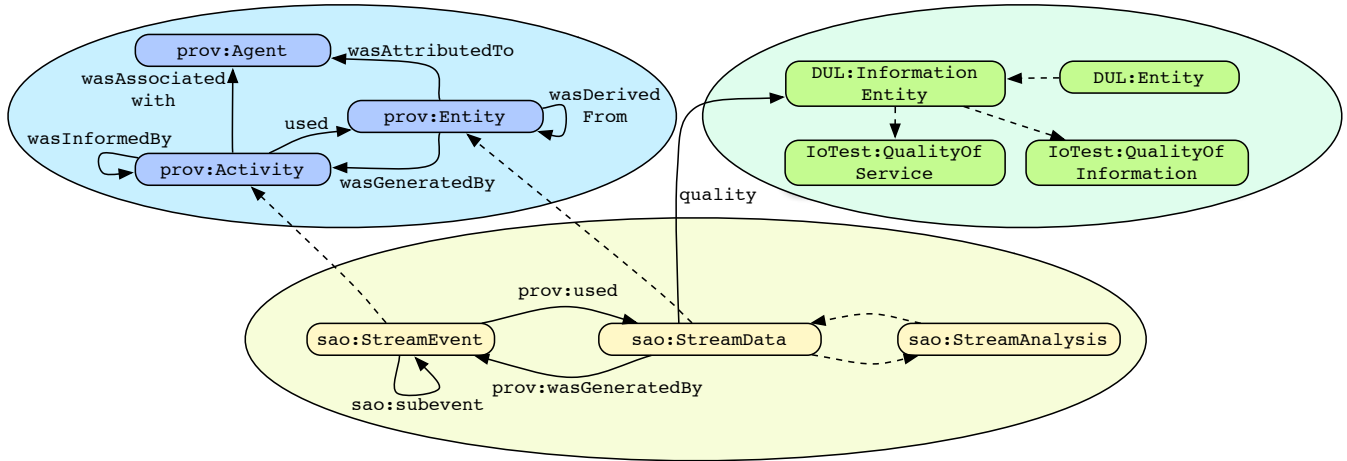 prov:Agent
wasAttributedTo
wasAssociated
with
prov:Entity
wasDerived
From
used
wasInformedBy
prov:Activity
wasGeneratedBy
DUL:Information
Entity
DUL:Entity
IoTest:QualityOf
Service
IoTest:QualityOf
Information
quality
prov:used
sao:StreamEvent
sao:StreamData
sao:StreamAnalysis
prov:wasGeneratedBy
sao:subevent